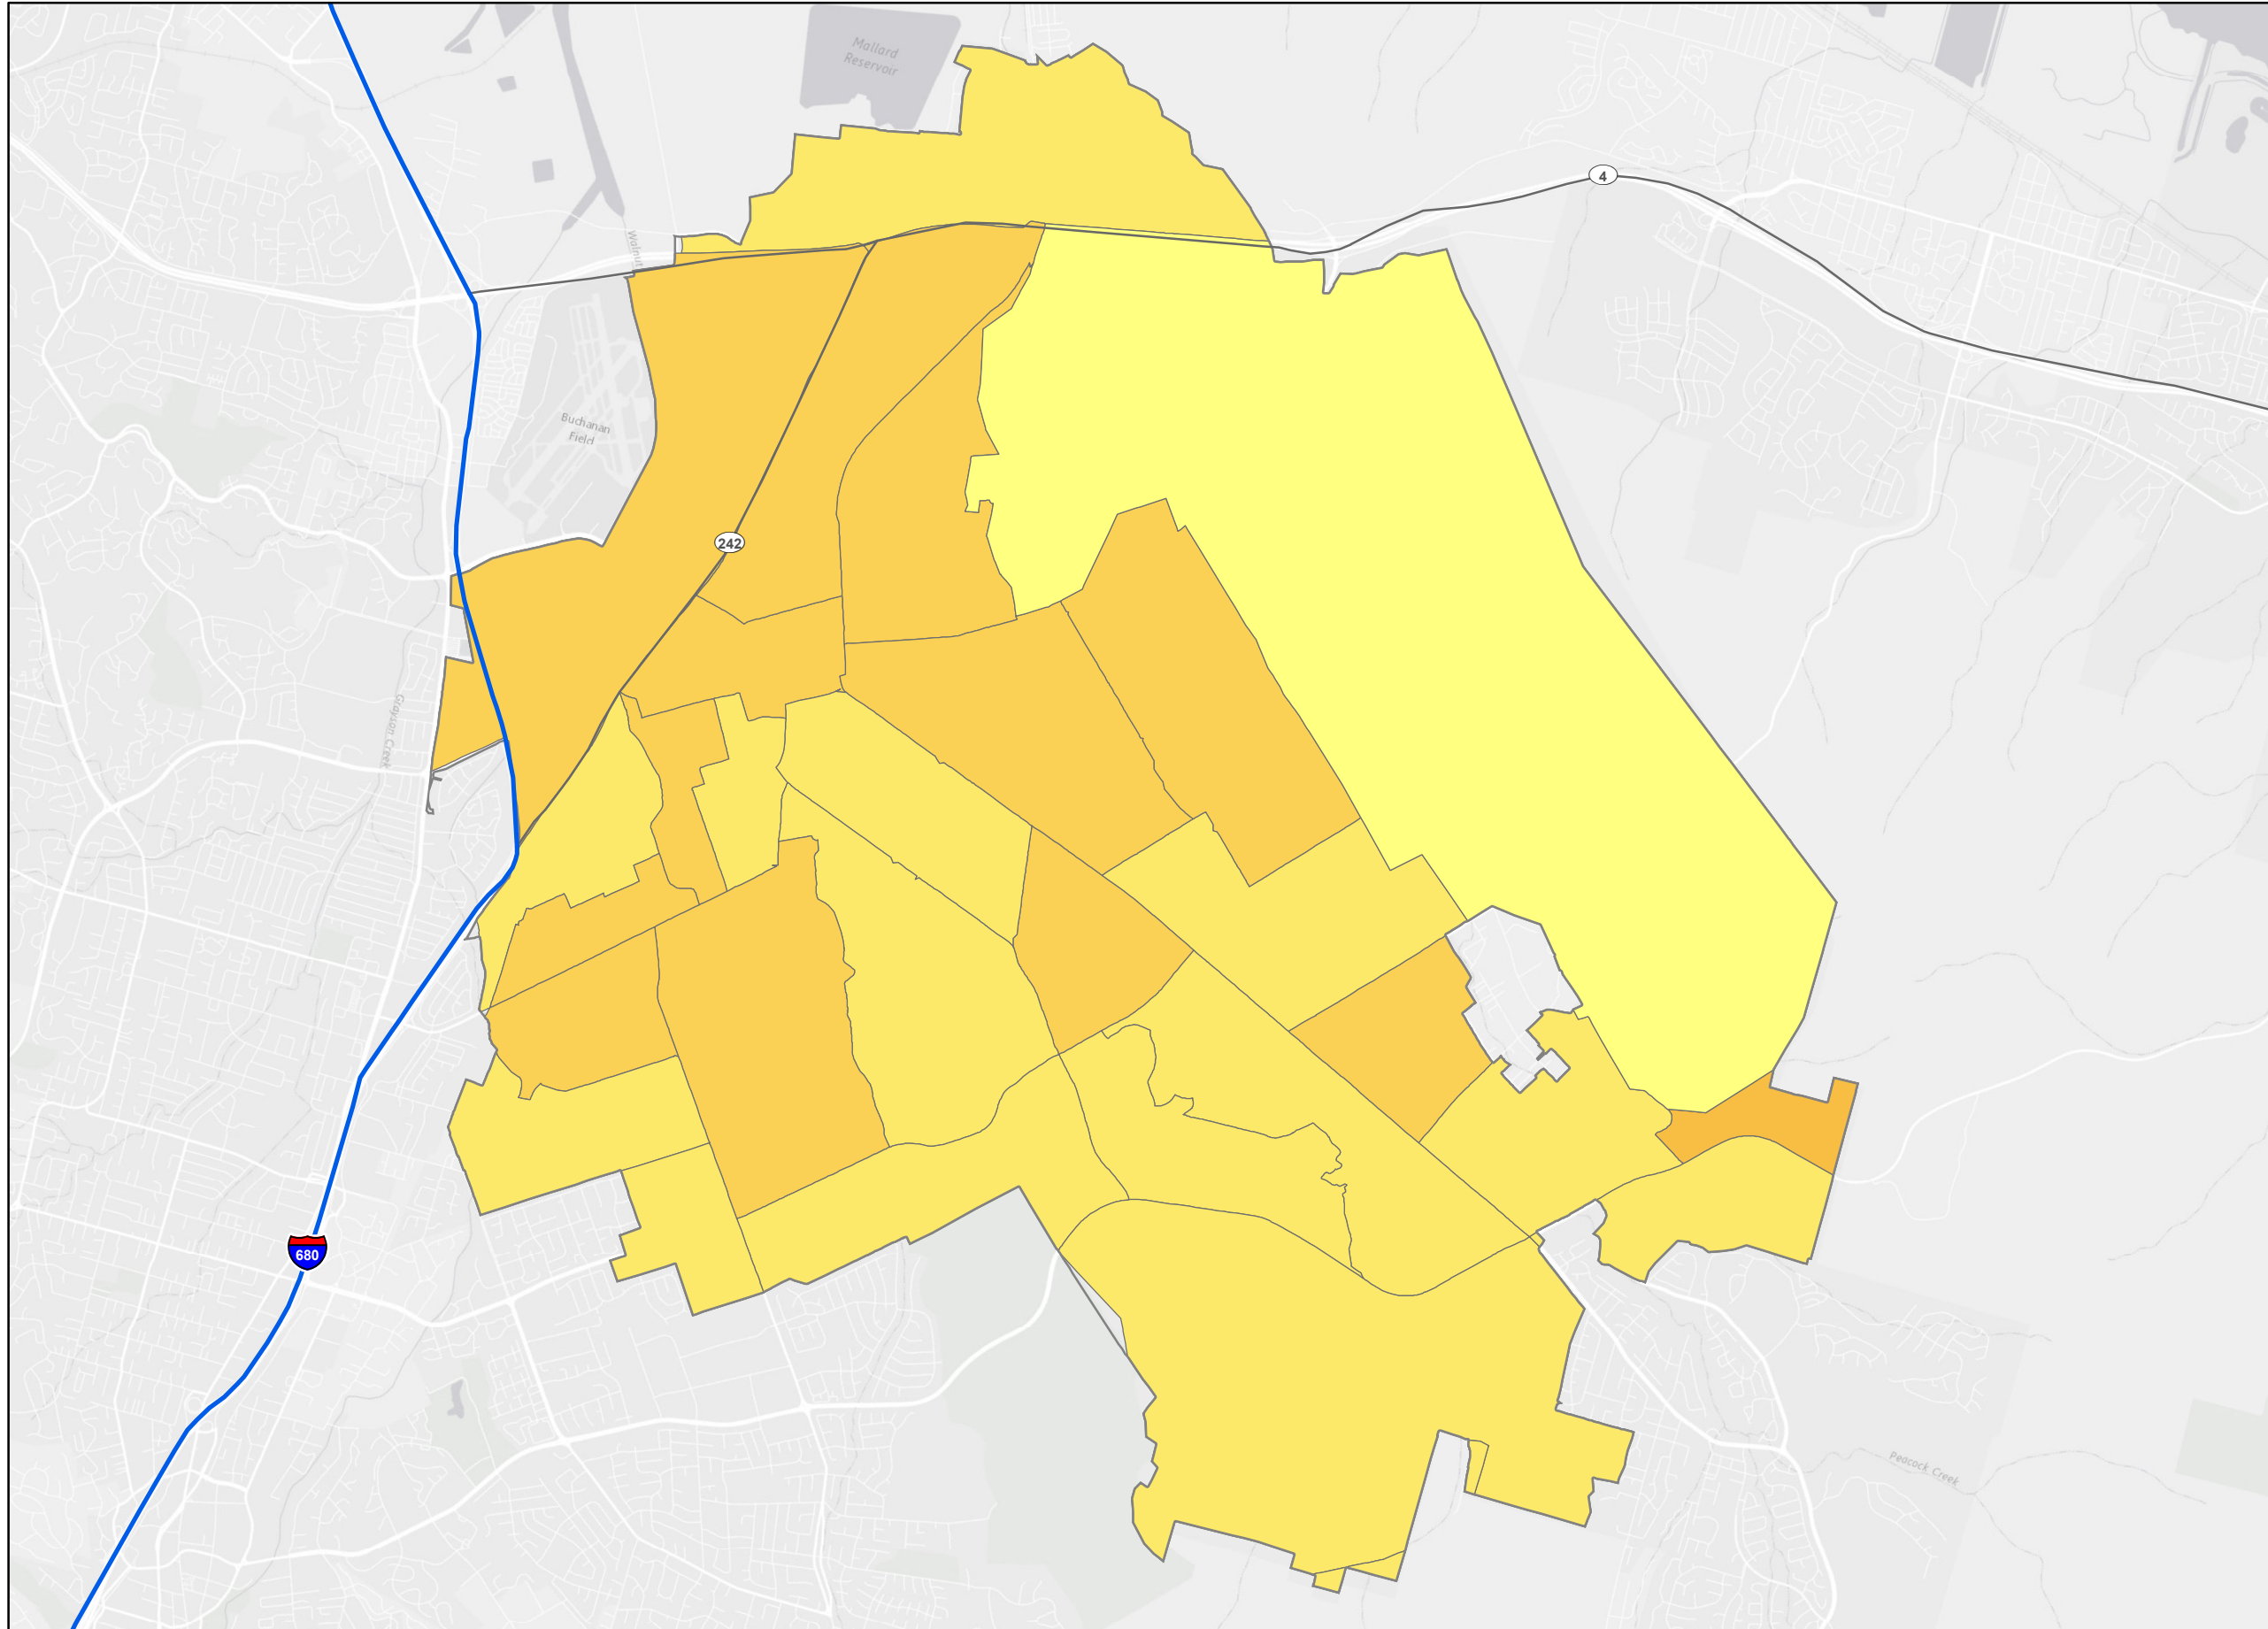 Mallard
Reservoir
4
Walnut
Buchanan
Field
242
Grayson Creek
680
Peacock Creek